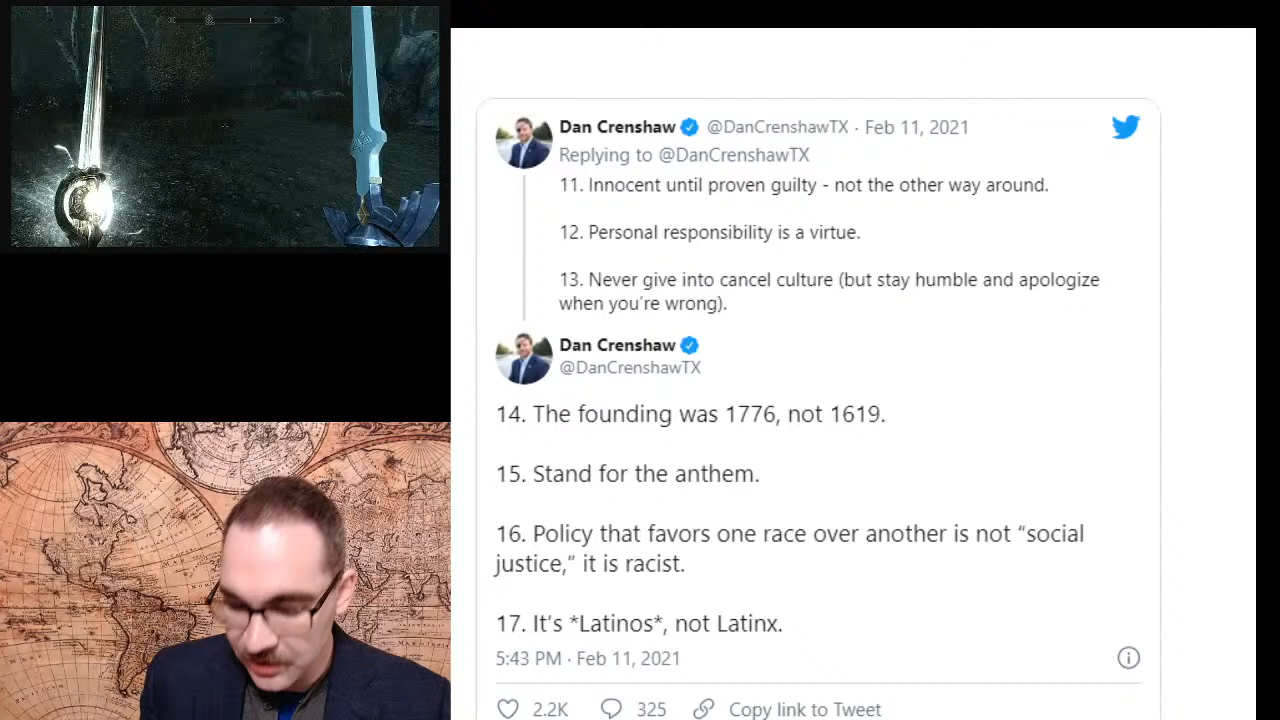 Dan Crenshaw @DanCrenshawTX · Feb 11, 2021
Replying to @DanCrenshawTX
11. Innocent until proven guilty - not the other way around.
12. Personal responsibility is a virtue.
13. Never give into cancel culture (but stay humble and apologize
when you're wrong).
Dan Crenshaw
@DanCrenshawTX
14. The founding was 1776, not 1619.
15. Stand for the anthem.
16. Policy that favors one race over another is not “social
justice,” it is racist.
17. It's *Latinos*, not Latinx.
5:43 PM · Feb 11, 2021
2.2K 325 Copy link to Tweet